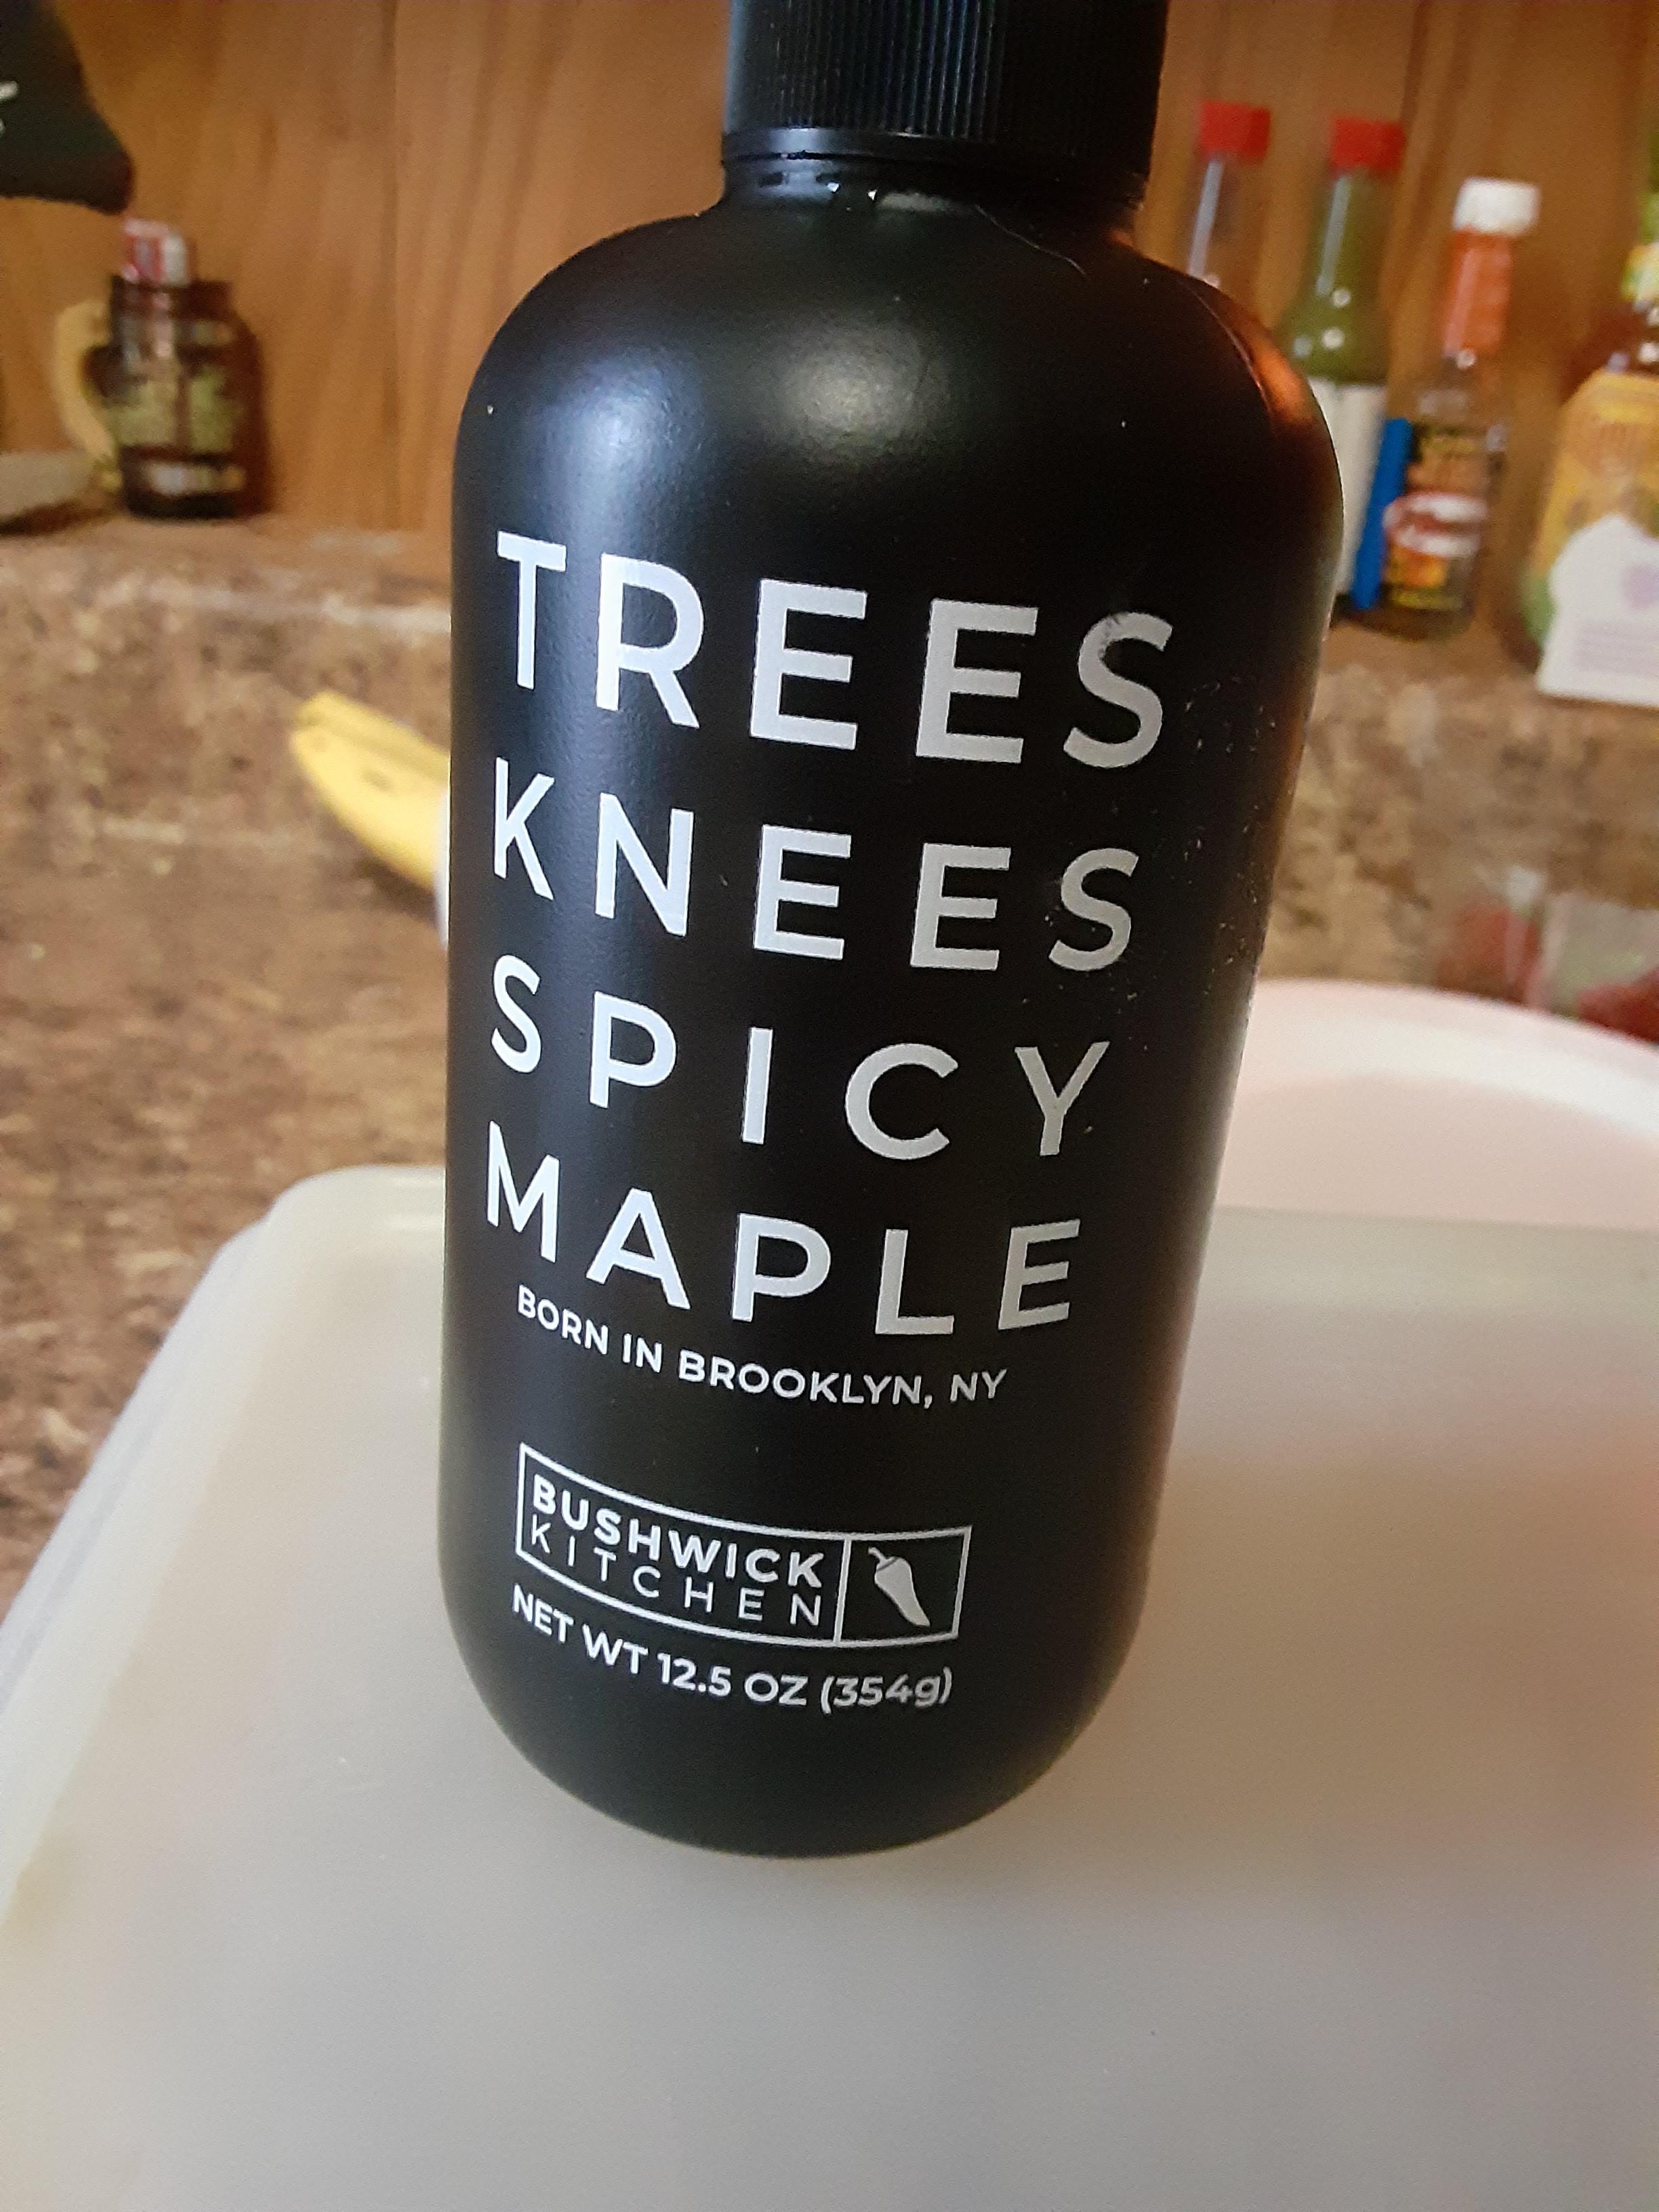 TREES
KNEES
SPICY
MAPLE
BORN IN BROOKLYN, NY
BUSHWICK
KITCHEN
NET WT 12.5 OZ (354g)